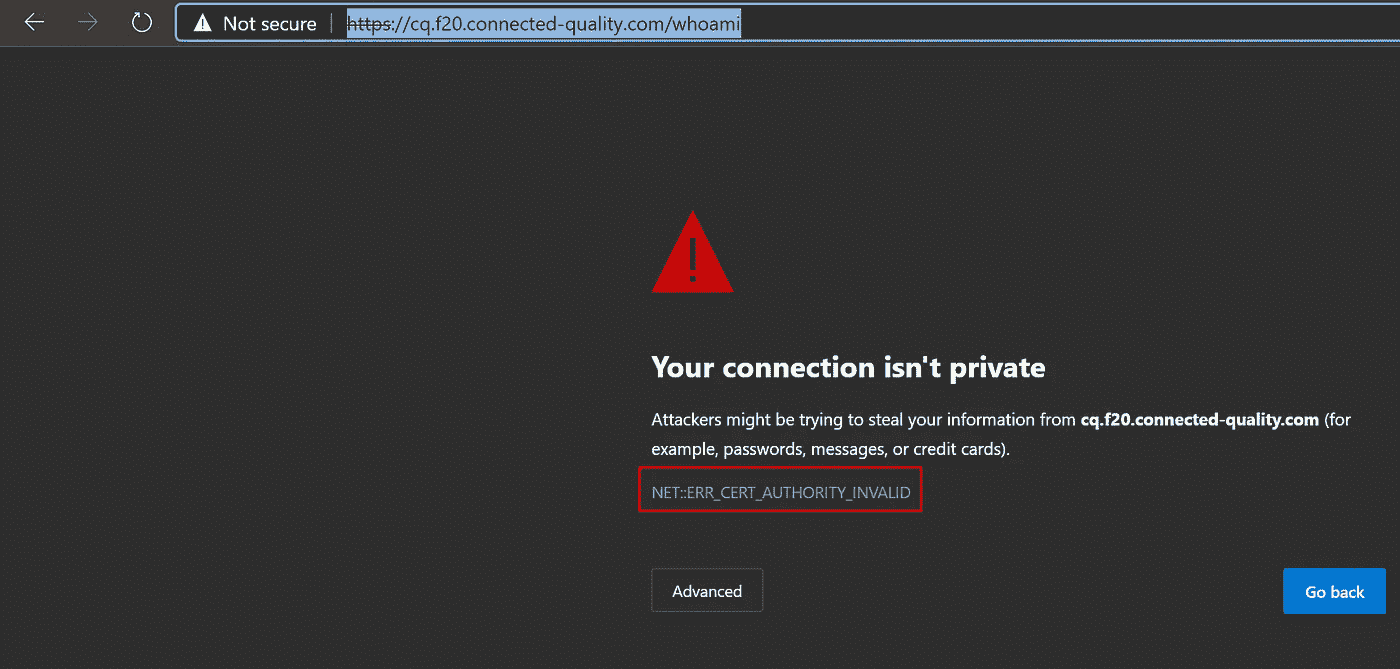 Not secure | https://cq.f20.connected-quality.com/whoami
!
Your connection isn't private
Attackers might be trying to steal your information from cq.f20.connected-quality.com (for
example, passwords, messages, or credit cards).
NET::ERR_CERT_AUTHORITY_INVALID
Advanced
Go back